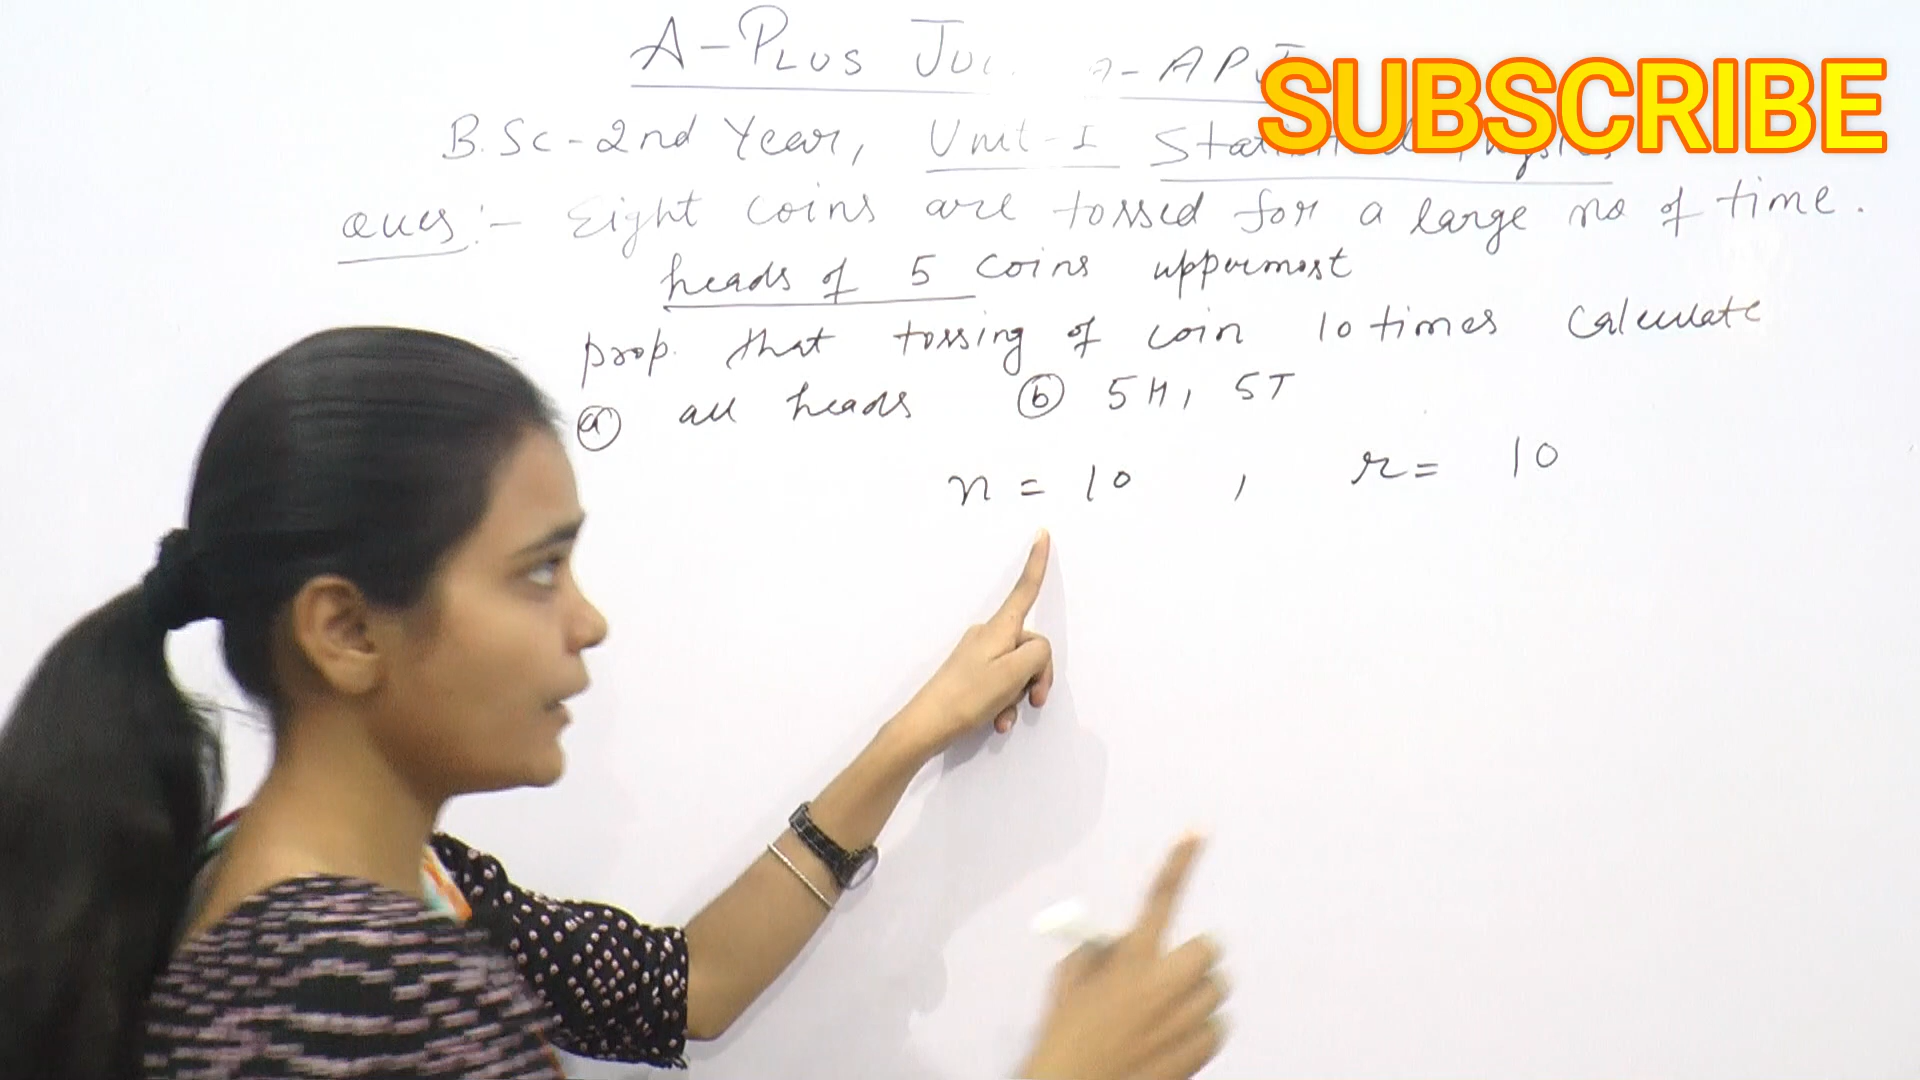 A-PLUS AP
SUBSCRIBE
B.Sc-2nd Year, Unit-I
Ques:- Eight coins are tossed for a large no of time.
heads of 5 coins uppermost
prop. that tossing of coin 10 times calculate
(a) all heads (b) 5H, 5T
n = 10 , r = 10